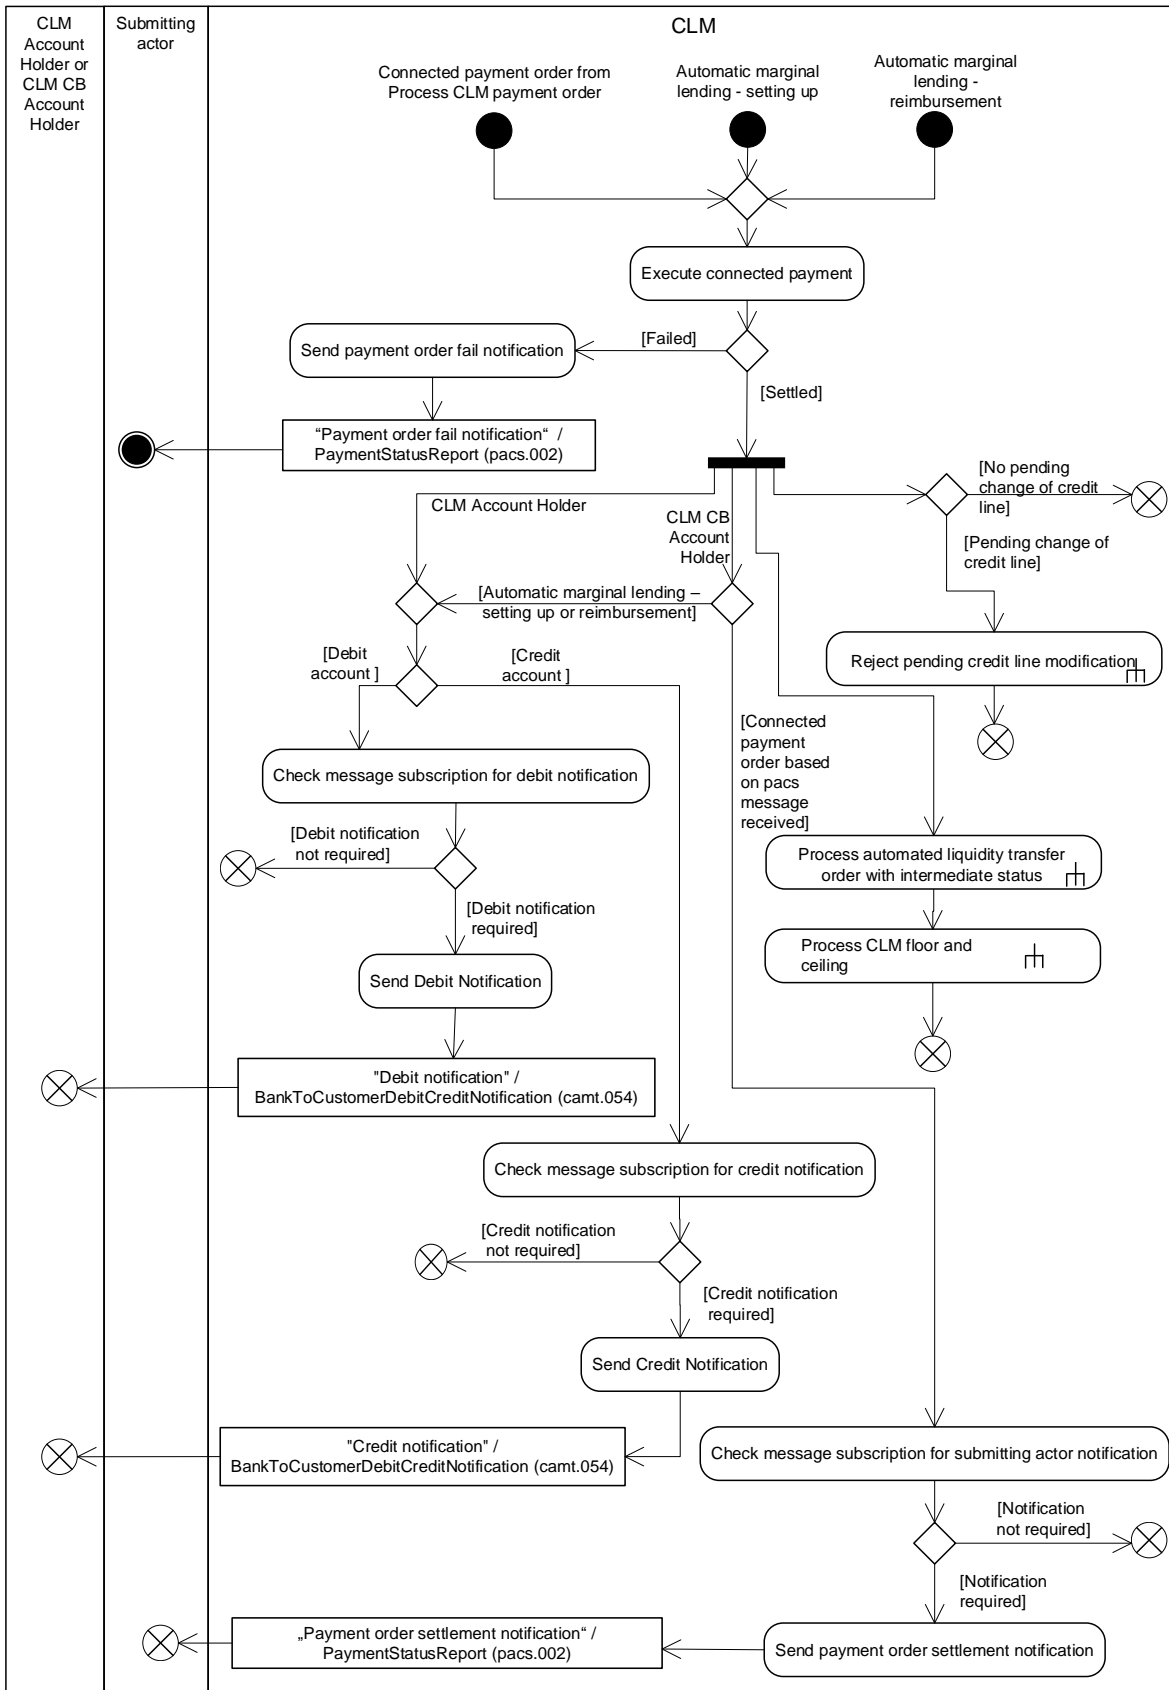 CLM
Account
Holder or
CLM CB
Account
Holder
Submitting
actor
CLM
Connected payment order from
Process CLM payment order
Automatic marginal
lending - setting up
Automatic marginal
lending -
reimbursement
Execute connected payment
[Failed]
Send payment order fail notification
[Settled]
“Payment order fail notification“ /
PaymentStatusReport (pacs.002)
[No pending
change of credit
line]
CLM Account Holder
CLM CB
Account
Holder
[Pending change of
credit line]
[Automatic marginal lending –
setting up or reimbursement]
Reject pending credit line modification
[Debit
account ]
[Credit
account ]
[Connected
payment
order based
on pacs
message
received]
Check message subscription for debit notification
[Debit notification
not required]
Process automated liquidity transfer
order with intermediate status
[Debit notification
required]
Process CLM floor and
ceiling
Send Debit Notification
"Debit notification" /
BankToCustomerDebitCreditNotification (camt.054)
Check message subscription for credit notification
[Credit notification
not required]
[Credit notification
required]
Send Credit Notification
"Credit notification" /
BankToCustomerDebitCreditNotification (camt.054)
Check message subscription for submitting actor notification
[Notification
not required]
[Notification
required]
„Payment order settlement notification“ /
PaymentStatusReport (pacs.002)
Send payment order settlement notification